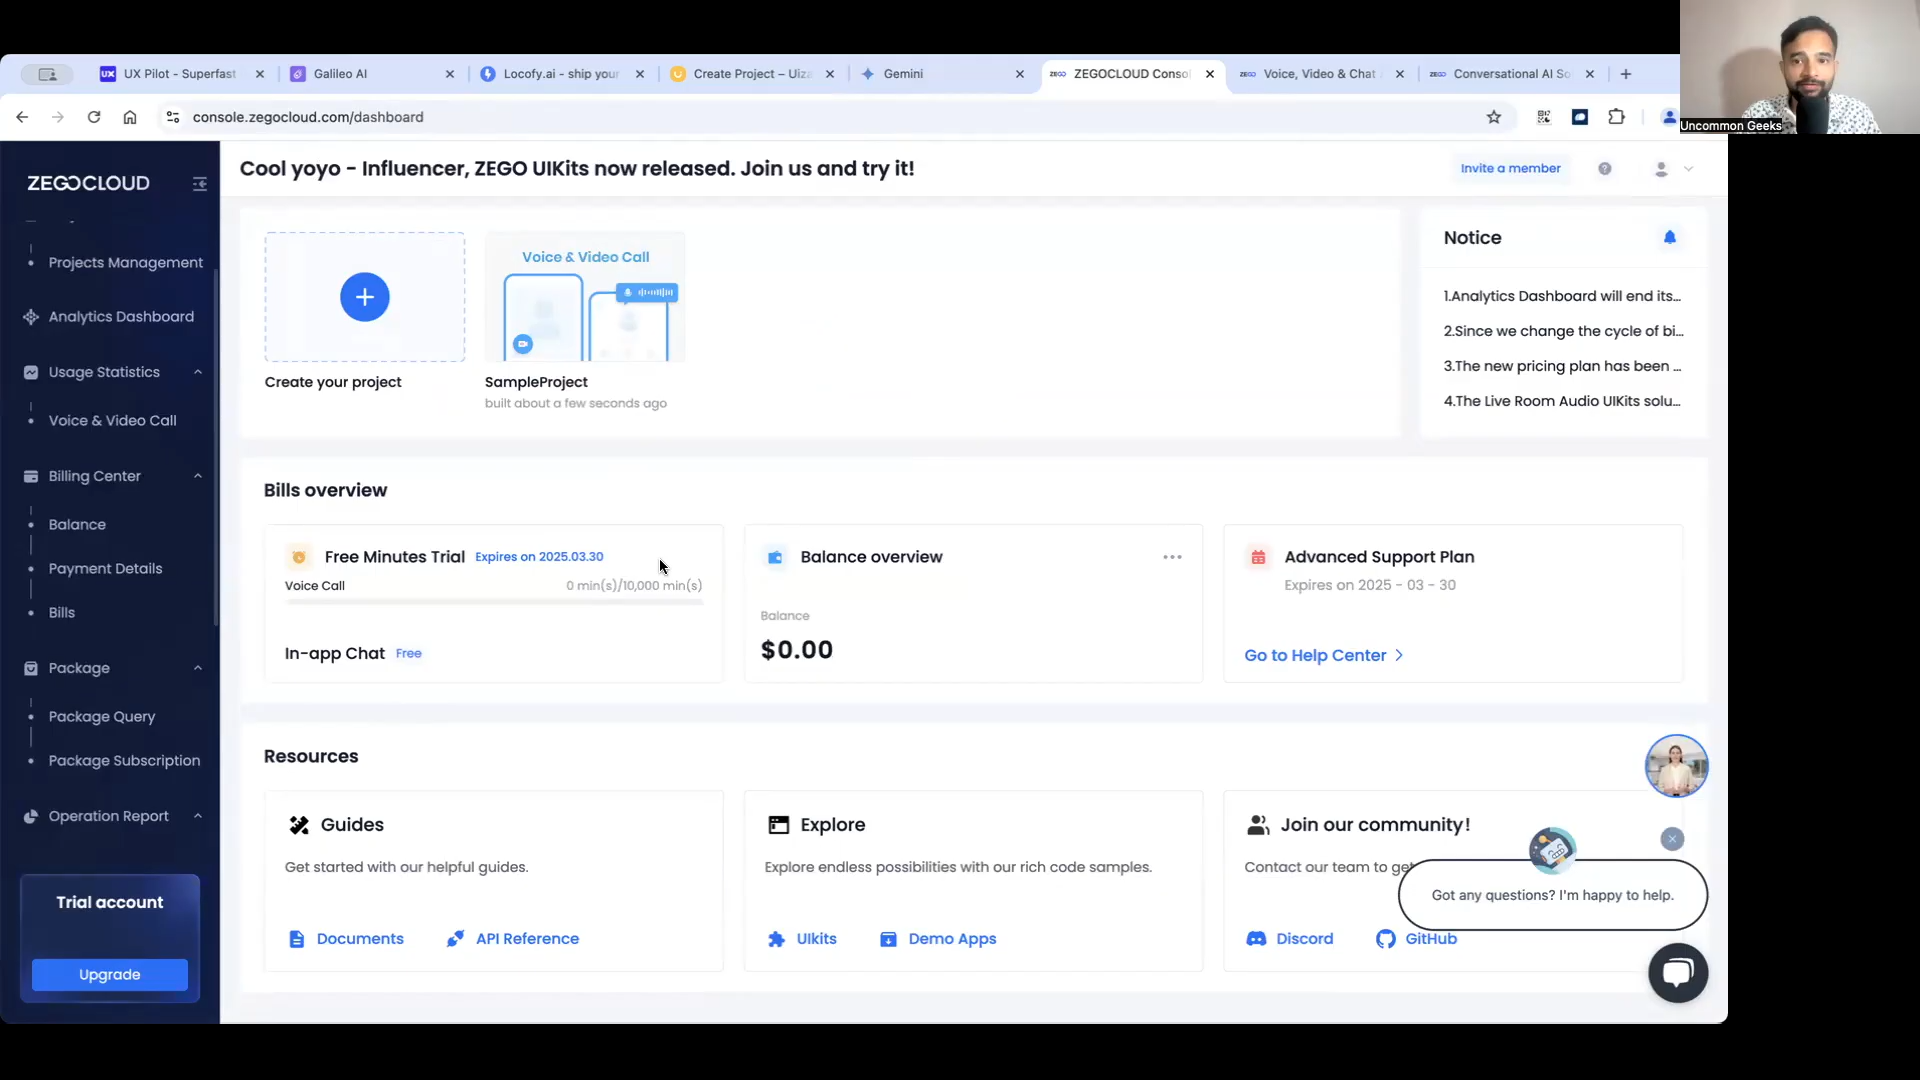 UX Pilot - Superfast
Galileo AI
Locofy.ai - ship your
Create Project – Uiza
Gemini
ZEGOCLOUD Consol
Voice, Video & Chat
Conversational AI So
console.zegocloud.com/dashboard
Uncommon Geeks
ZEGOCLOUD
Cool yoyo - Influencer, ZEGO UIKits now released. Join us and try it!
Invite a member
Projects Management
Analytics Dashboard
Usage Statistics
Voice & Video Call
Billing Center
Balance
Payment Details
Bills
Package
Package Query
Package Subscription
Operation Report
Trial account
Upgrade
Voice & Video Call
Create your project
SampleProject
built about a few seconds ago
Notice
1.Analytics Dashboard will end its...
2.Since we change the cycle of bi...
3.The new pricing plan has been ...
4.The Live Room Audio UIKits solu...
Bills overview
Free Minutes Trial Expires on 2025.03.30
Voice Call 0 min(s)/10,000 min(s)
In-app Chat Free
Balance overview
Balance
$0.00
Advanced Support Plan
Expires on 2025 - 03 - 30
Go to Help Center
Resources
Guides
Get started with our helpful guides.
Documents
API Reference
Explore
Explore endless possibilities with our rich code samples.
UIkits
Demo Apps
Join our community!
Contact our team to get
Discord
GitHub
Got any questions? I'm happy to help.